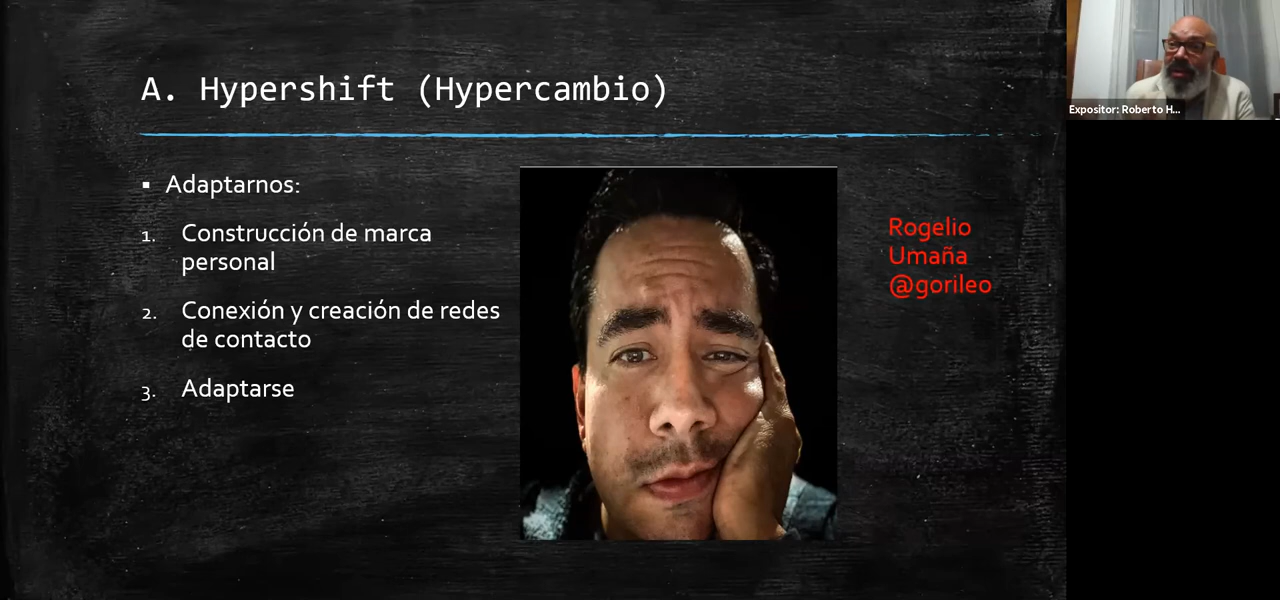 A. Hypershift (Hypercambio)
▪ Adaptarnos:
1. Construcción de marca
personal
2. Conexión y creación de redes
de contacto
3. Adaptarse
Rogelio
Umaña
@gorileo
Expositor: Roberto H...